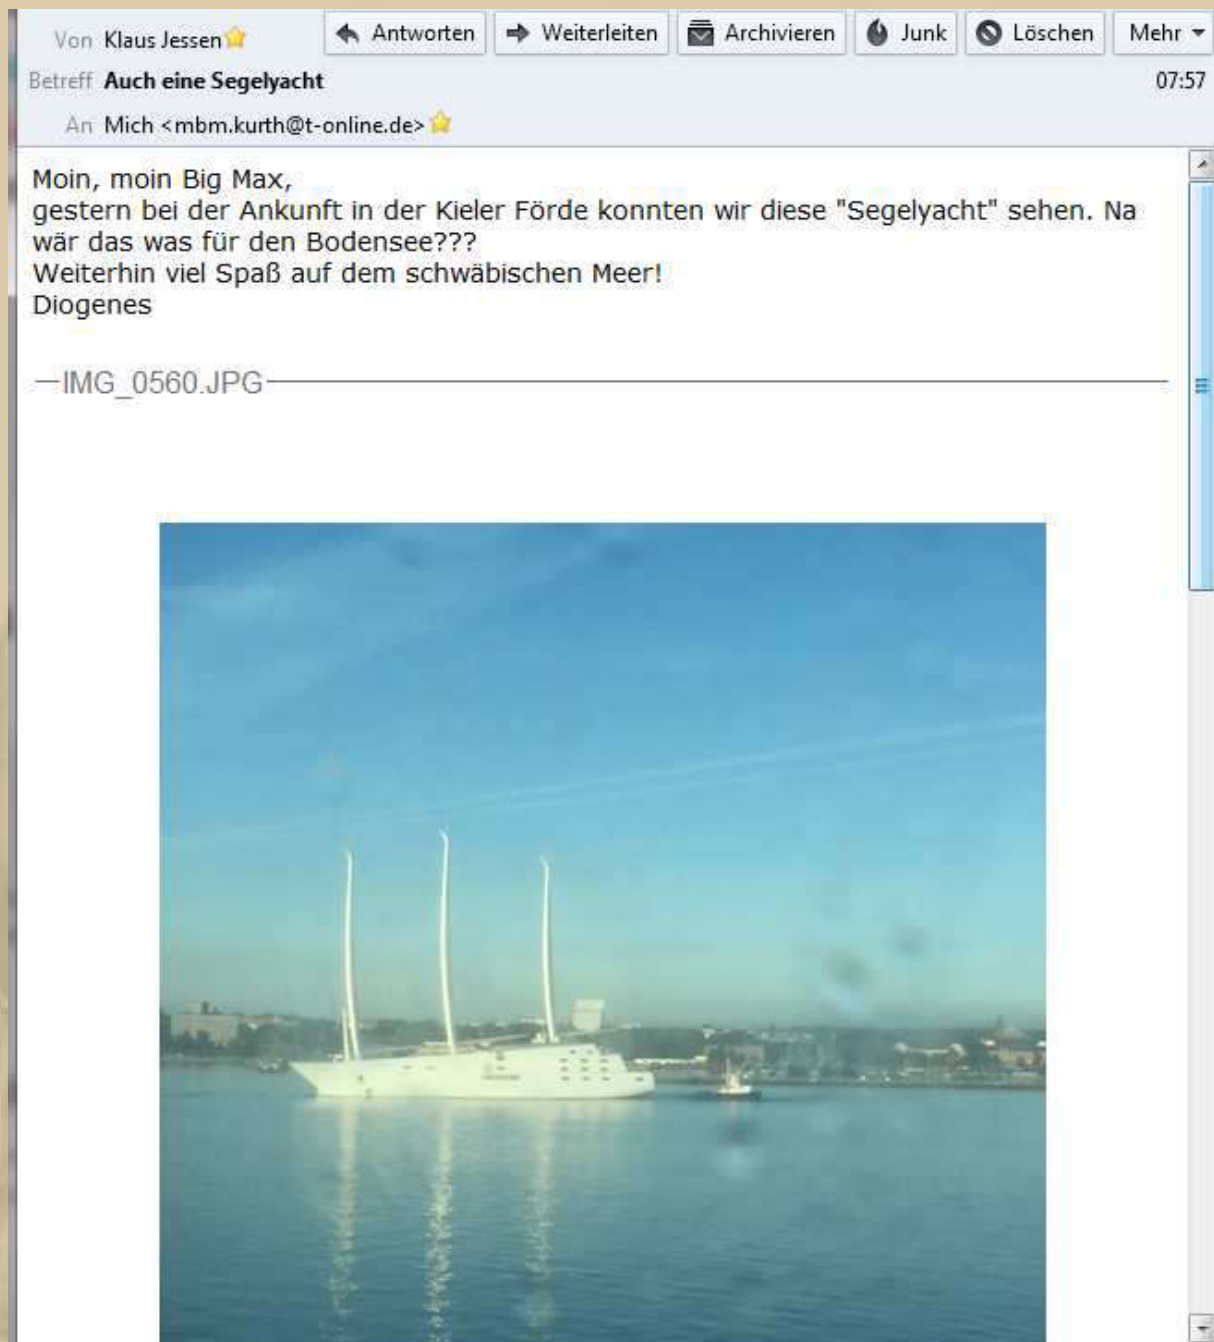 Von Klaus Jessen Antworten Weiterleiten Archivieren Junk Löschen Mehr
Betreff Auch eine Segelyacht 07:57
An Mich <mbm.kurth@t-online.de>
Moin, moin Big Max,
gestern bei der Ankunft in der Kieler Förde konnten wir diese "Segelyacht" sehen. Na
wär das was für den Bodensee???
Weiterhin viel Spaß auf dem schwäbischen Meer!
Diogenes
IMG_0560.JPG